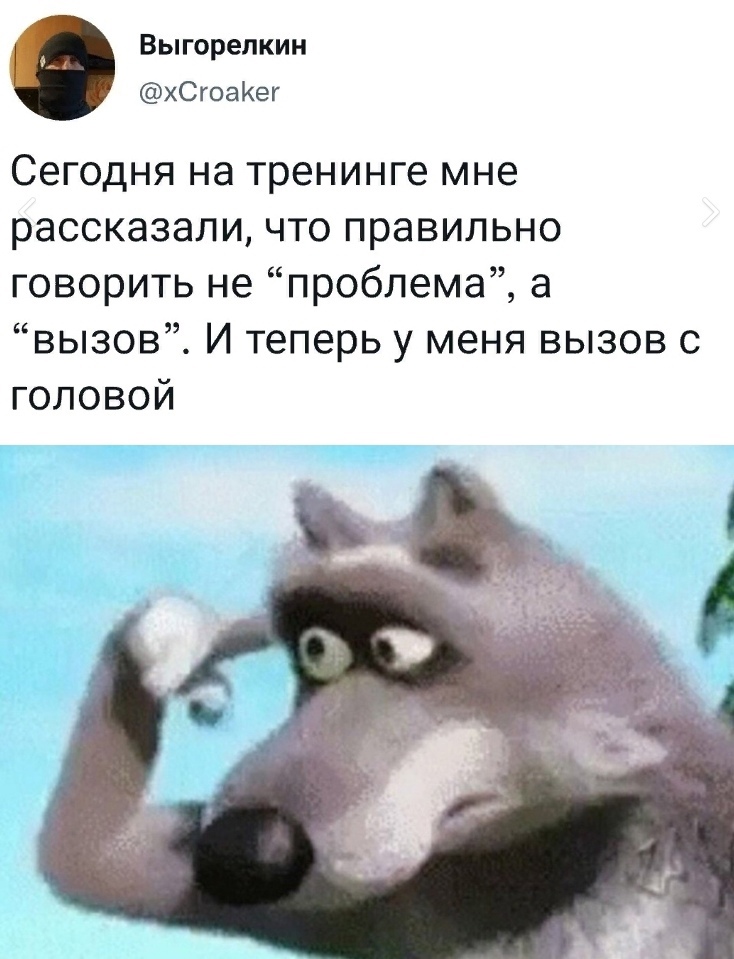 Выгорелкин
@xCroaker
Сегодня на тренинге мне
рассказали, что правильно
говорить не “проблема”, а
“вызов”. И теперь у меня вызов с
головой